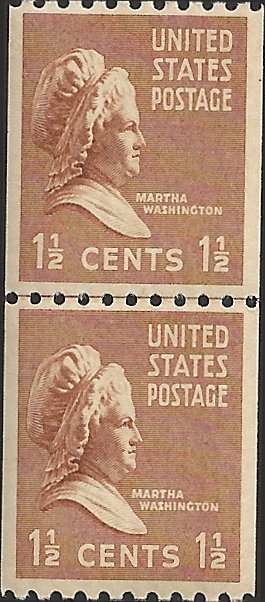 UNITED
STATES
POSTAGE
MARTHA
WASHINGTON
1½ CENTS 1½
UNITED
STATES
POSTAGE
MARTHA
WASHINGTON
1½ CENTS 1½